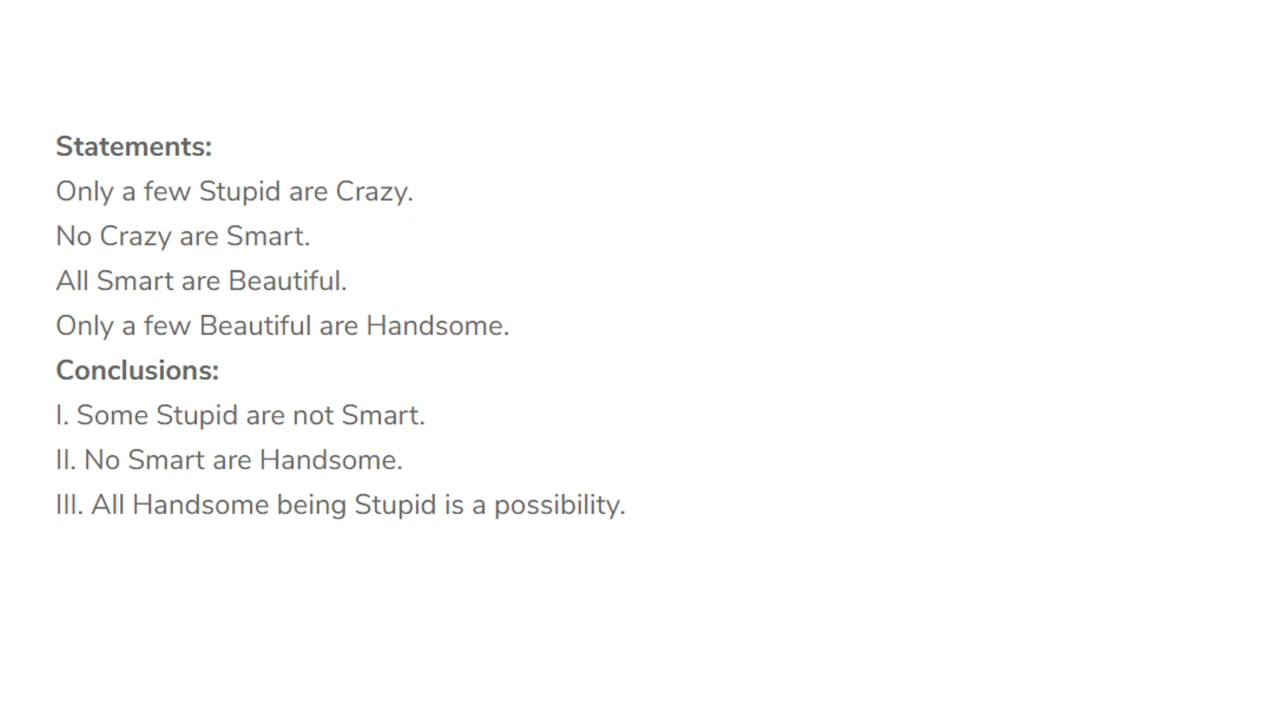 Statements:
Only a few Stupid are Crazy.
No Crazy are Smart.
All Smart are Beautiful.
Only a few Beautiful are Handsome.
Conclusions:
I. Some Stupid are not Smart.
II. No Smart are Handsome.
III. All Handsome being Stupid is a possibility.